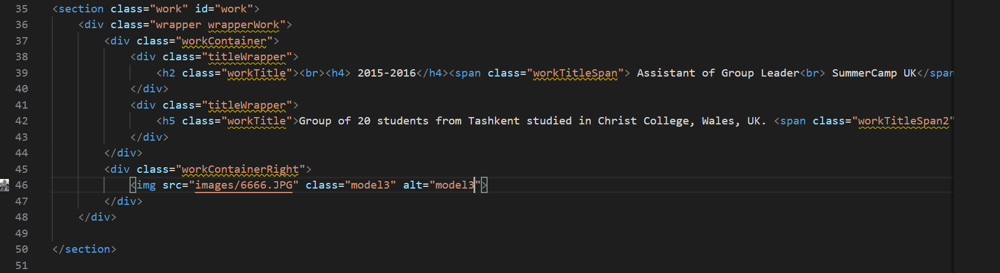 35 <section class="work" id="work">
36 <div class="wrapper wrapperWork">
37 <div class="workContainer">
38 <div class="titleWrapper">
39 <h2 class="workTitle"><br><h4> 2015-2016</h4><span class="workTitleSpan"> Assistant of Group Leader<br> SummerCamp UK</span
40 </div>
41 <div class="titleWrapper">
42 <h5 class="workTitle">Group of 20 students from Tashkent studied in Christ College, Wales, UK. <span class="workTitleSpan2"
43 </div>
44 </div>
45 <div class="workContainerRight">
46 <img src="images/6666.JPG" class="model3" alt="model3">
47 </div>
48 </div>
49
50 </section>
51